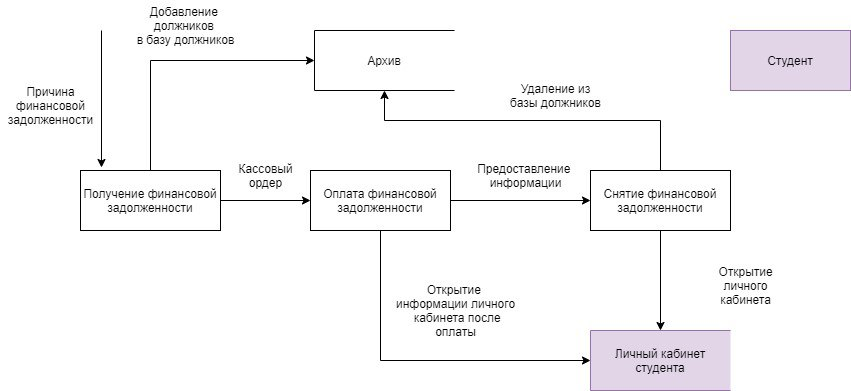 Добавление
должников
в базу должников
Архив
Студент
Причина
финансовой
задолженности
Удаление из
базы должников
Кассовый
ордер
Предоставление
информации
Получение финансовой
задолженности
Оплата финансовой
задолженности
Снятие финансовой
задолженности
Открытие
информации личного
кабинета после
оплаты
Открытие
личного
кабинета
Личный кабинет
студента